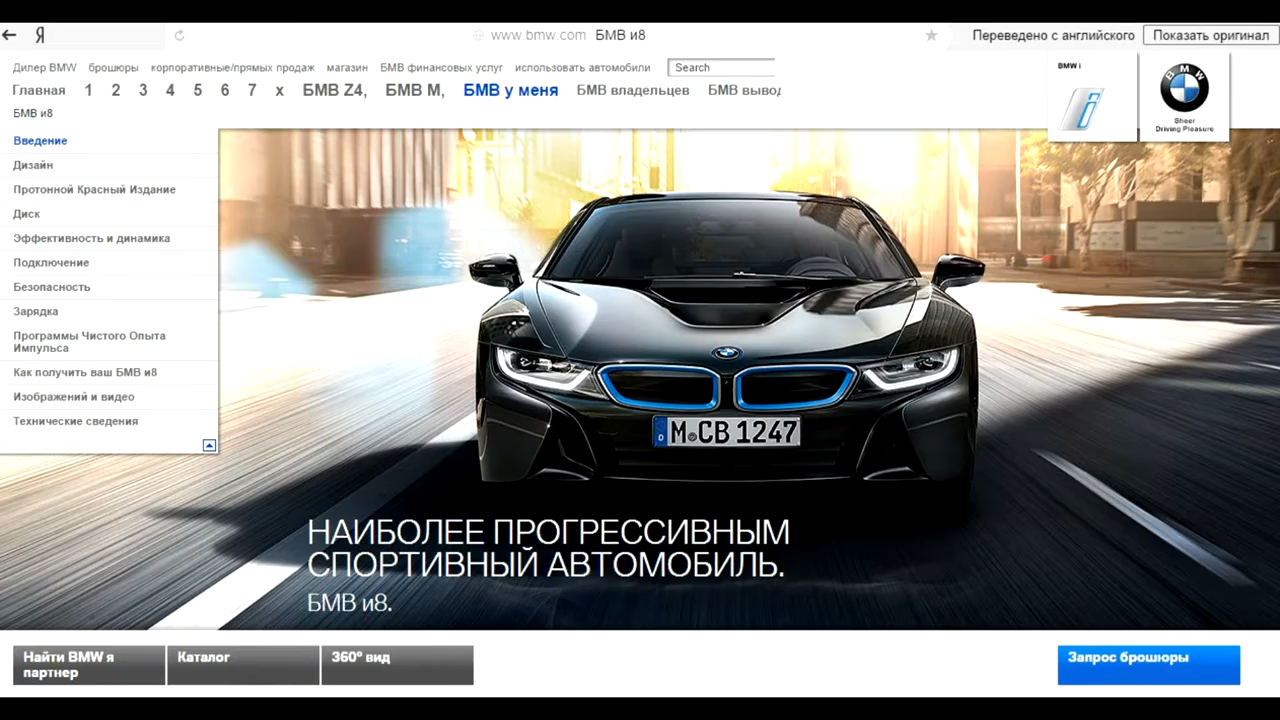 Я www.bmw.com БМВ и8 Переведено с английского Показать оригинал
Дилер BMW брошюры корпоративные/прямых продаж магазин БМВ финансовых услуг использовать автомобили Search
Главная 1 2 3 4 5 6 7 x БМВ Z4, БМВ М, БМВ у меня БМВ владельцев БМВ вывод
БМВ и8
BMW i
BMW
Sheer
Driving Pleasure
Введение
Дизайн
Протонной Красный Издание
Диск
Эффективность и динамика
Подключение
Безопасность
Зарядка
Программы Чистого Опыта
Импульса
Как получить ваш БМВ и8
Изображений и видео
Технические сведения
D M CB 1247
НАИБОЛЕЕ ПРОГРЕССИВНЫМ
СПОРТИВНЫЙ АВТОМОБИЛЬ.
БМВ и8.
Найти BMW я
партнер
Каталог
360° вид
Запрос брошюры